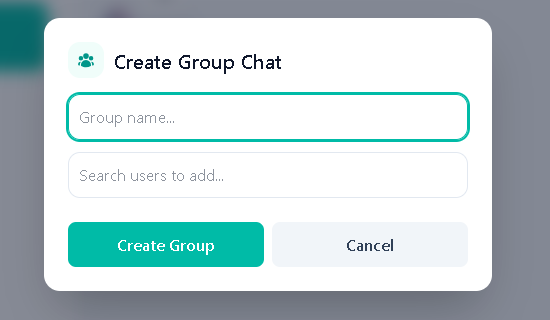 Create Group Chat
Group name...
Search users to add...
Create Group
Cancel